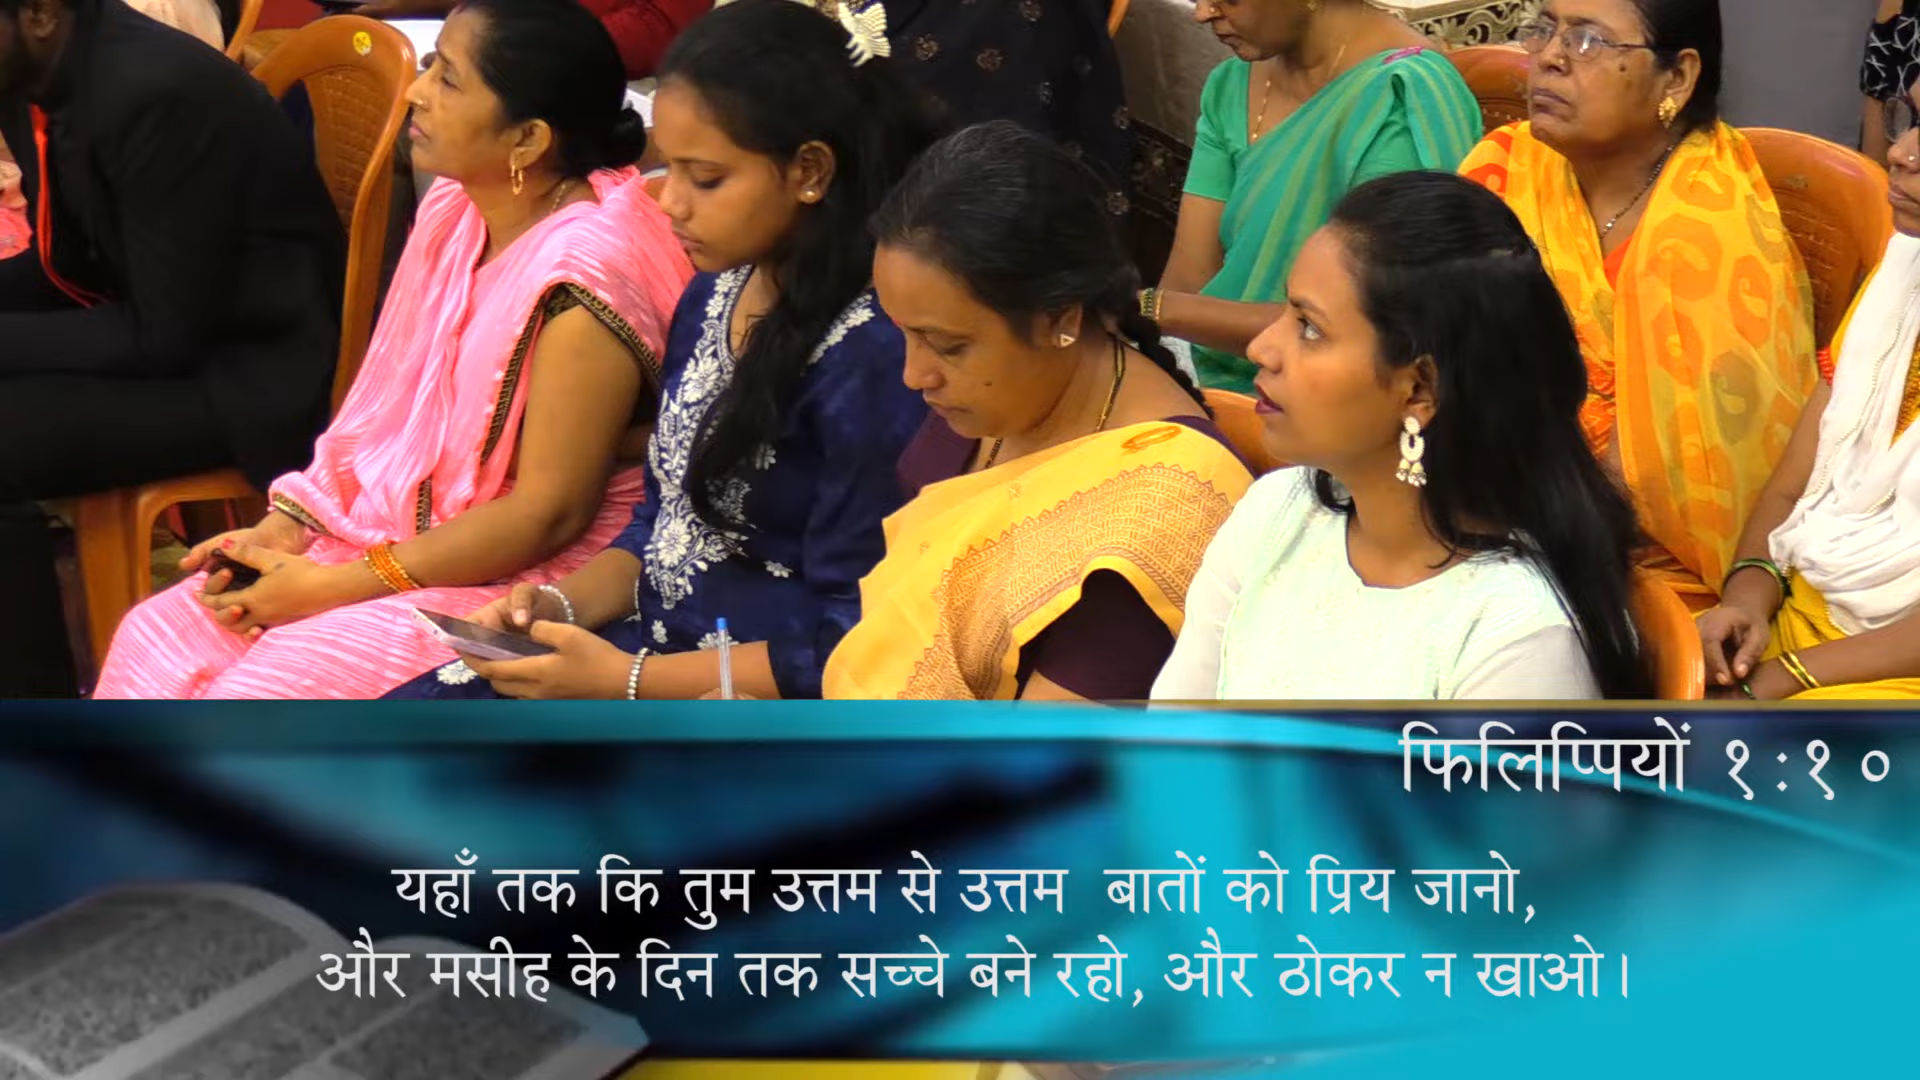 फिलिप्पियों १:१०
यहाँ तक कि तुम उत्तम से उत्तम बातों को प्रिय जानो,
और मसीह के दिन तक सच्चे बने रहो, और ठोकर न खाओ।